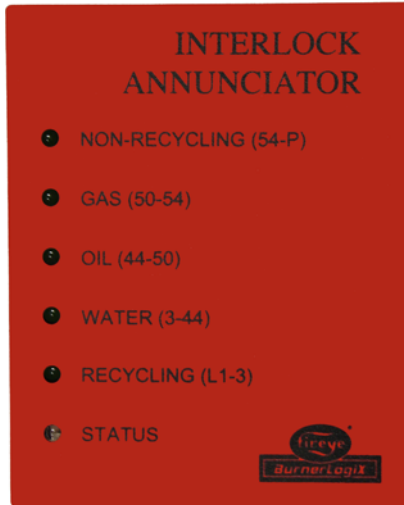 INTERLOCK
ANNUNCIATOR
NON-RECYCLING (54-P)
GAS (50-54)
OIL (44-50)
WATER (3-44)
RECYCLING (L1-3)
STATUS
fireye
BurnerLogiX